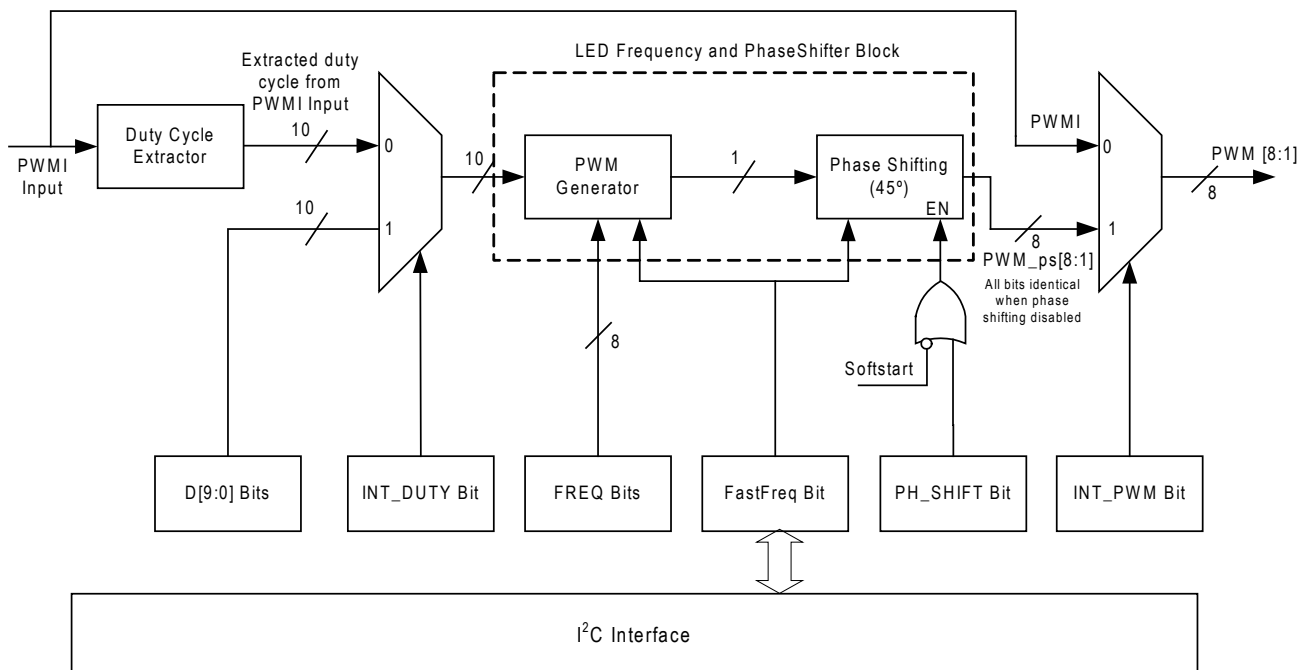 LED Frequency and PhaseShifter Block
Extracted duty
cycle from
PWMI Input
Duty Cycle
Extractor
10
0
PWMI
Input
10
1
10
PWM
Generator
1
Phase Shifting
(45º)
EN
PWMI
0
PWM [8:1]
8
1
8
PWM_ps[8:1]
All bits identical
when phase
shifting disabled
8
Softstart
D[9:0] Bits
INT_DUTY Bit
FREQ Bits
FastFreq Bit
PH_SHIFT Bit
INT_PWM Bit
I²C Interface